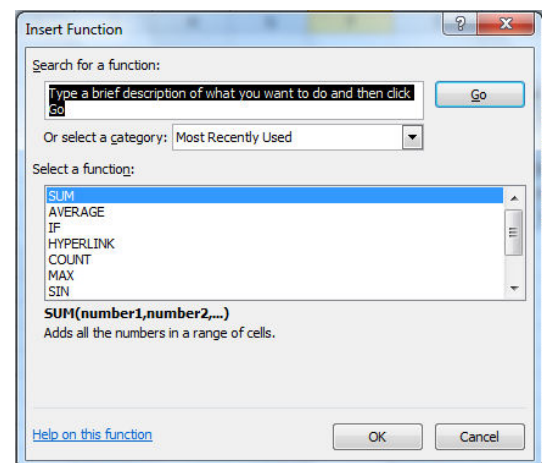 Insert Function
Search for a function:
Type a brief description of what you want to do and then click
Go
Go
Or select a category: Most Recently Used
Select a function:
SUM
AVERAGE
IF
HYPERLINK
COUNT
MAX
SIN
SUM(number1,number2,...)
Adds all the numbers in a range of cells.
Help on this function
OK
Cancel